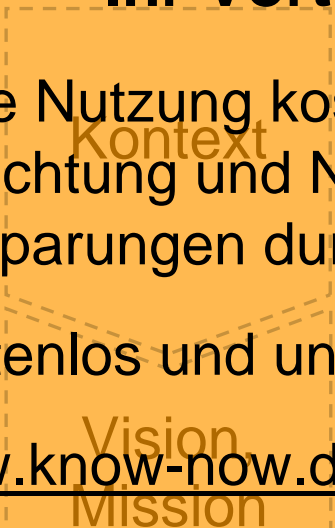 e Nutzung kos
Kontext
chtung und N
parungen dur
tenlos und un
Vision,
v.know-now.d
Mission